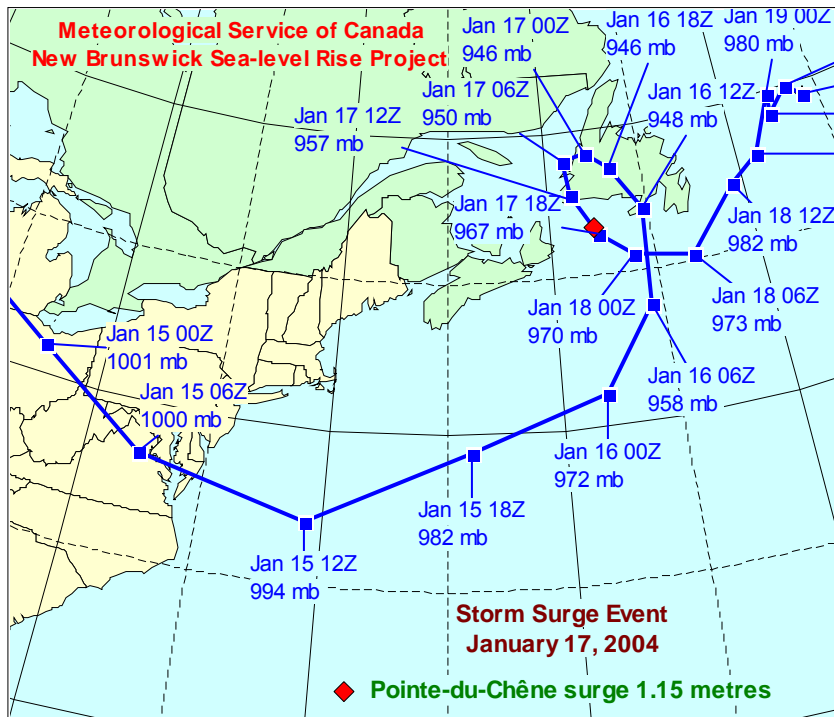 Meteorological Service of Canada
New Brunswick Sea-level Rise Project
Jan 17 00Z
946 mb
Jan 16 18Z
946 mb
Jan 19 00Z
980 mb
Jan 17 06Z
950 mb
Jan 16 12Z
948 mb
Jan 17 12Z
957 mb
Jan 17 18Z
967 mb
Jan 18 12Z
982 mb
Jan 18 00Z
970 mb
Jan 18 06Z
973 mb
Jan 15 00Z
1001 mb
Jan 15 06Z
1000 mb
Jan 16 06Z
958 mb
Jan 16 00Z
972 mb
Jan 15 18Z
982 mb
Jan 15 12Z
994 mb
Storm Surge Event
January 17, 2004
Pointe-du-Chêne surge 1.15 metres